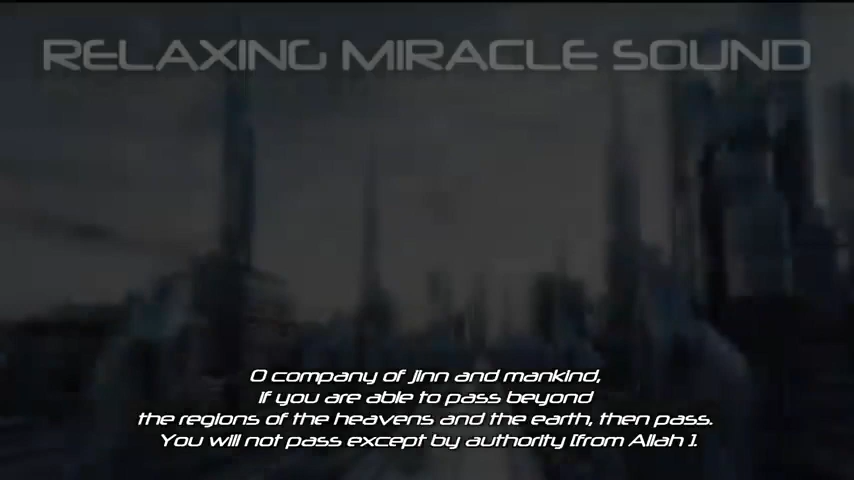 RELAXING MIRACLE SOUND
O company of jinn and mankind,
if you are able to pass beyond
the regions of the heavens and the earth, then pass.
You will not pass except by authority [from Allah ].